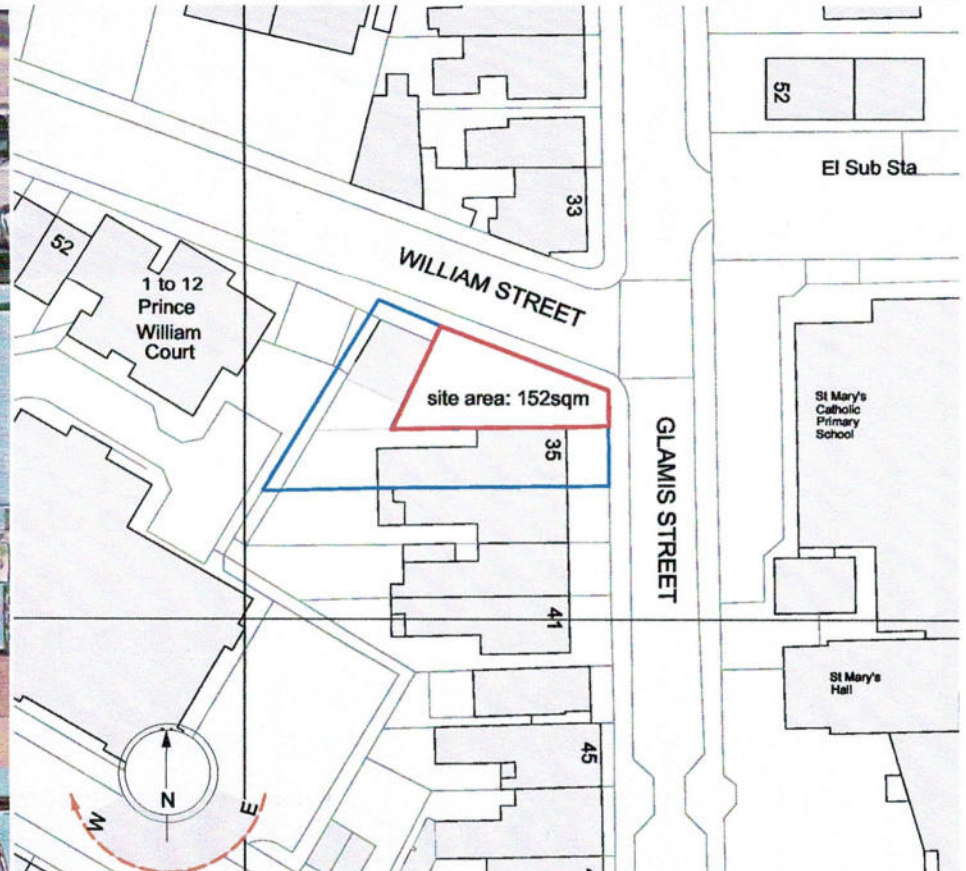 52
El Sub Sta
33
WILLIAM STREET
52
1 to 12
Prince
William
Court
site area: 152sqm
35
GLAMIS STREET
St Mary's
Catholic
Primary
School
41
St Mary's
Hall
45
N
W
E